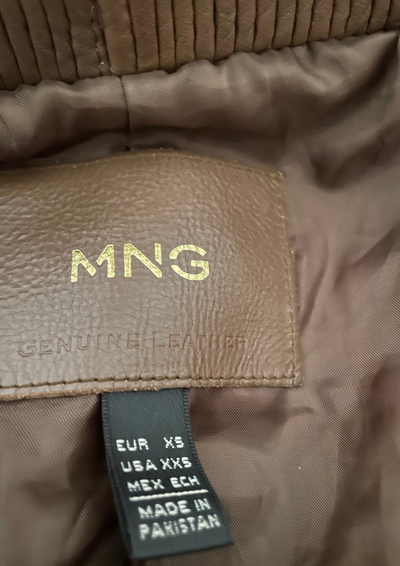 MNG
GENUINE LEATHER
EUR XS
USA XXS
MEX ECH
MADE IN
PAKISTAN